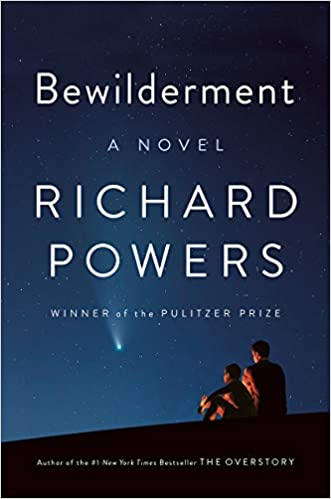 Bewilderment
A NOVEL
RICHARD
POWERS
WINNER of the PULITZER PRIZE
Author of the #1 New York Times Bestseller THE OVERSTORY